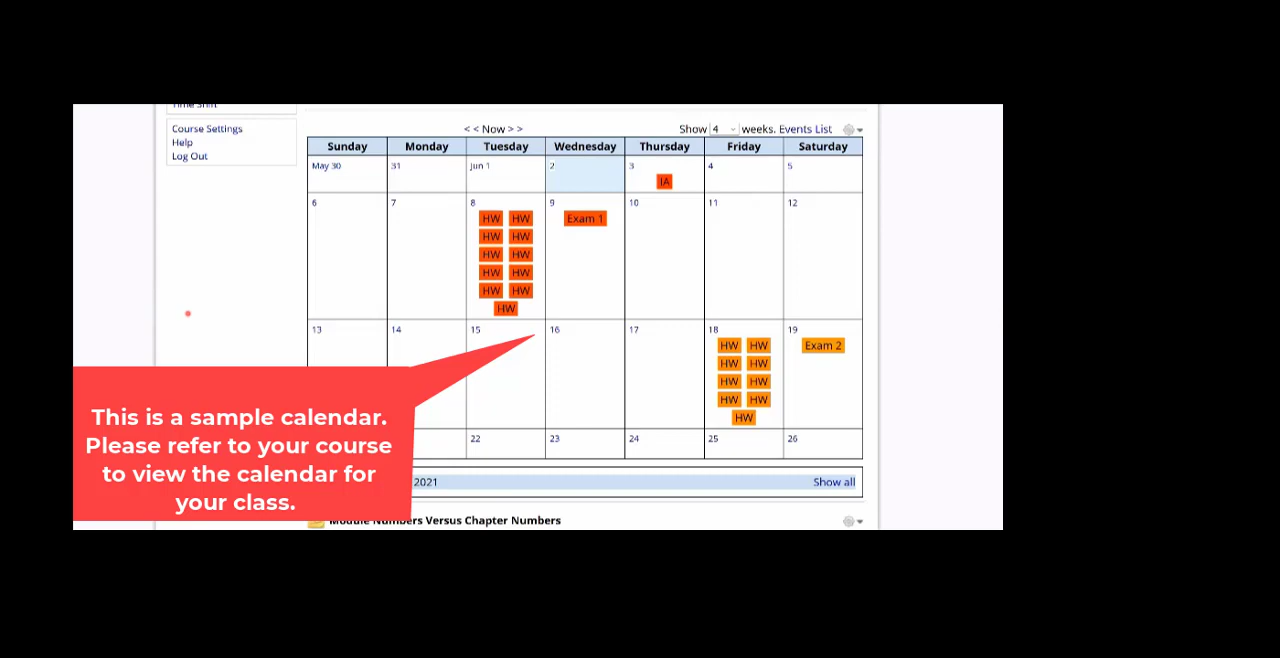 Time Shift
Course Settings
Help
Log Out
< < Now > >
Show 4 weeks. Events List
Sunday Monday Tuesday Wednesday Thursday Friday Saturday
May 30 31 Jun 1 2 3 4 5
IA
6 7 8 9 10 11 12
HW HW Exam 1
HW HW
HW HW
HW HW
HW HW
HW
13 14 15 16 17 18 19
HW HW Exam 2
HW HW
HW HW
HW HW
HW
22 23 24 25 26
2021 Show all
Module Numbers Versus Chapter Numbers
This is a sample calendar.
Please refer to your course
to view the calendar for
your class.